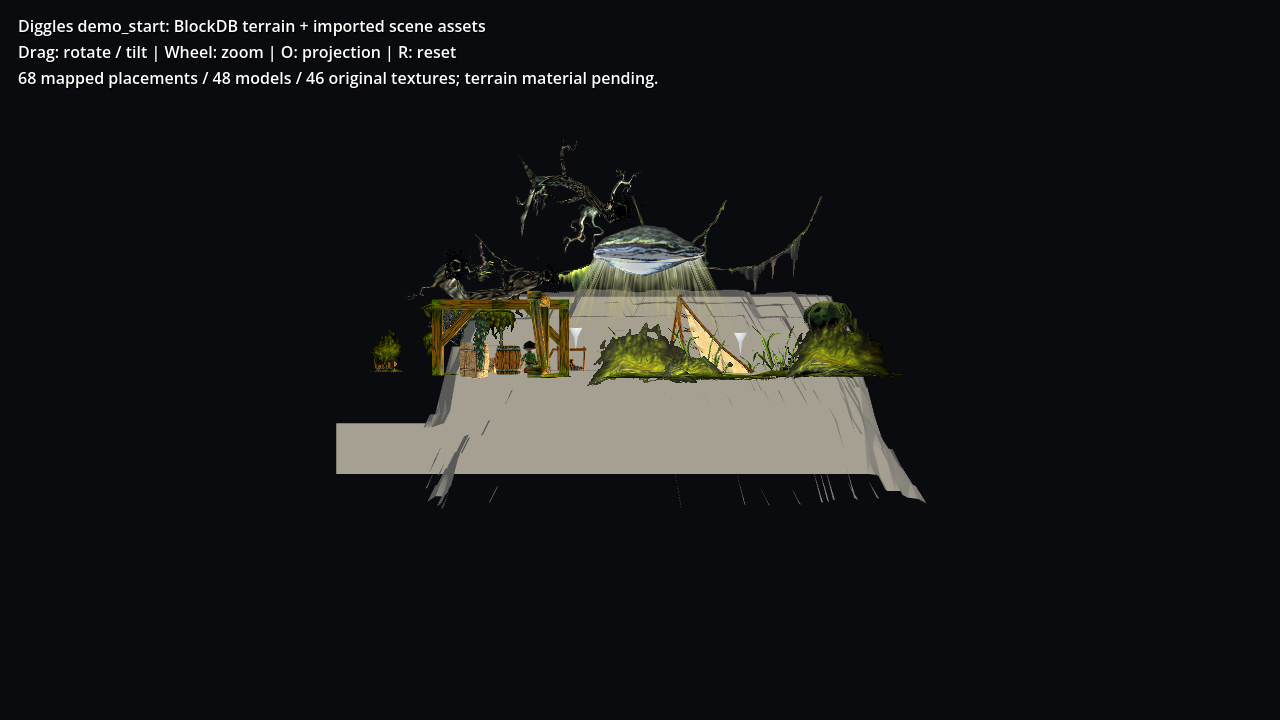 Diggles demo_start: BlockDB terrain + imported scene assets
Drag: rotate / tilt | Wheel: zoom | O: projection | R: reset
68 mapped placements / 48 models / 46 original textures; terrain material pending.